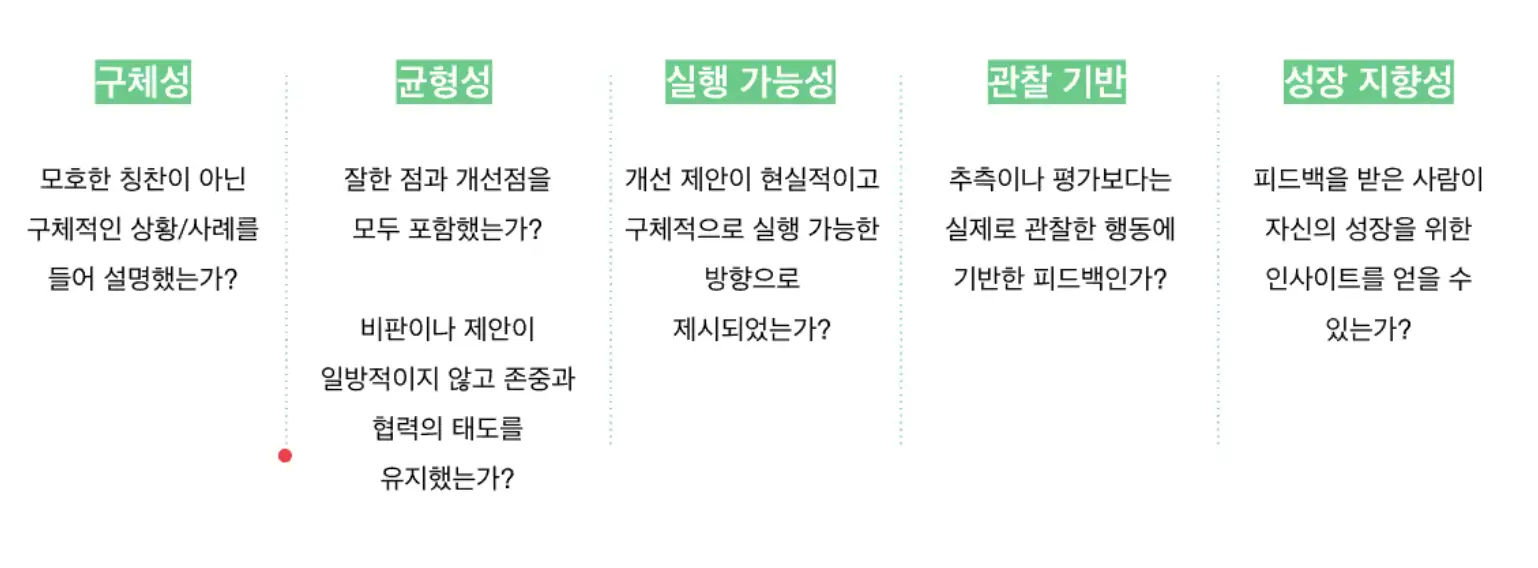 구체성
모호한 칭찬이 아닌
구체적인 상황/사례를
들어 설명했는가?
균형성
잘한 점과 개선점을
모두 포함했는가?
비판이나 제안이
일방적이지 않고 존중과
협력의 태도를
유지했는가?
실행 가능성
개선 제안이 현실적이고
구체적으로 실행 가능한
방향으로
제시되었는가?
관찰 기반
추측이나 평가보다는
실제로 관찰한 행동에
기반한 피드백인가?
성장 지향성
피드백을 받은 사람이
자신의 성장을 위한
인사이트를 얻을 수
있는가?